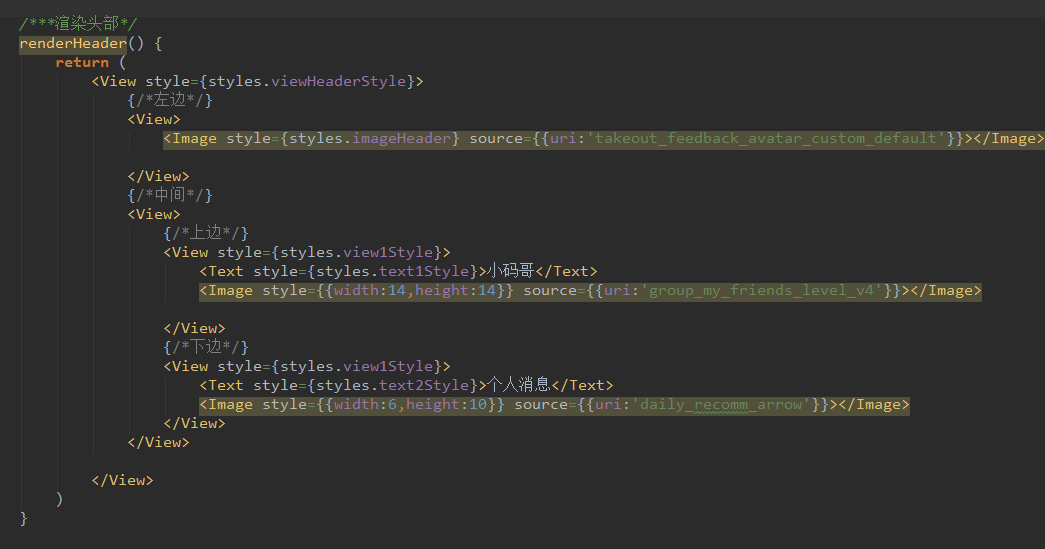 /***渲染头部*/
renderHeader() {
return (
<View style={styles.viewHeaderStyle}>
{/*左边*/}
<View>
<Image style={styles.imageHeader} source={{uri:'takeout_feedback_avatar_custom_default'}}></Image>
</View>
{/*中间*/}
<View>
{/*上边*/}
<View style={styles.view1Style}>
<Text style={styles.text1Style}>小码哥</Text>
<Image style={{width:14,height:14}} source={{uri:'group_my_friends_level_v4'}}></Image>
</View>
{/*下边*/}
<View style={styles.view1Style}>
<Text style={styles.text2Style}>个人消息</Text>
<Image style={{width:6,height:10}} source={{uri:'daily_recomm_arrow'}}></Image>
</View>
</View>
</View>
)
}